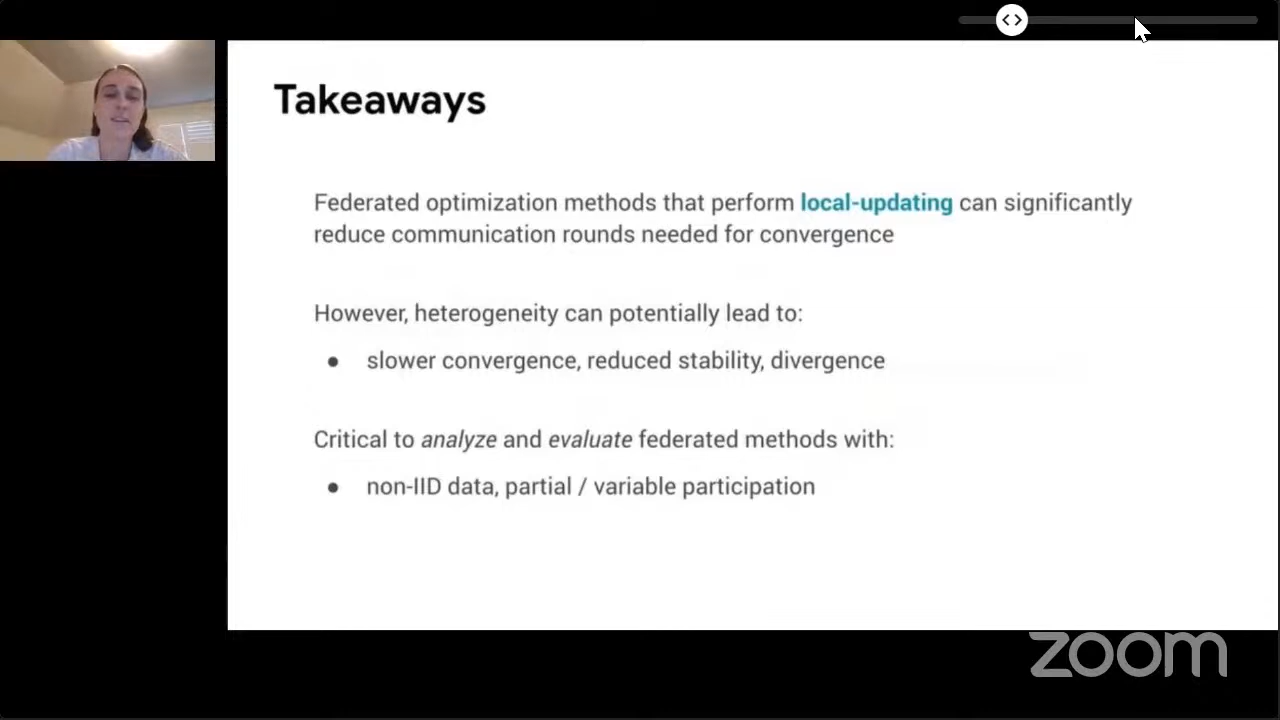 Takeaways
Federated optimization methods that perform local-updating can significantly
reduce communication rounds needed for convergence
However, heterogeneity can potentially lead to:
● slower convergence, reduced stability, divergence
Critical to analyze and evaluate federated methods with:
● non-IID data, partial / variable participation
zoom